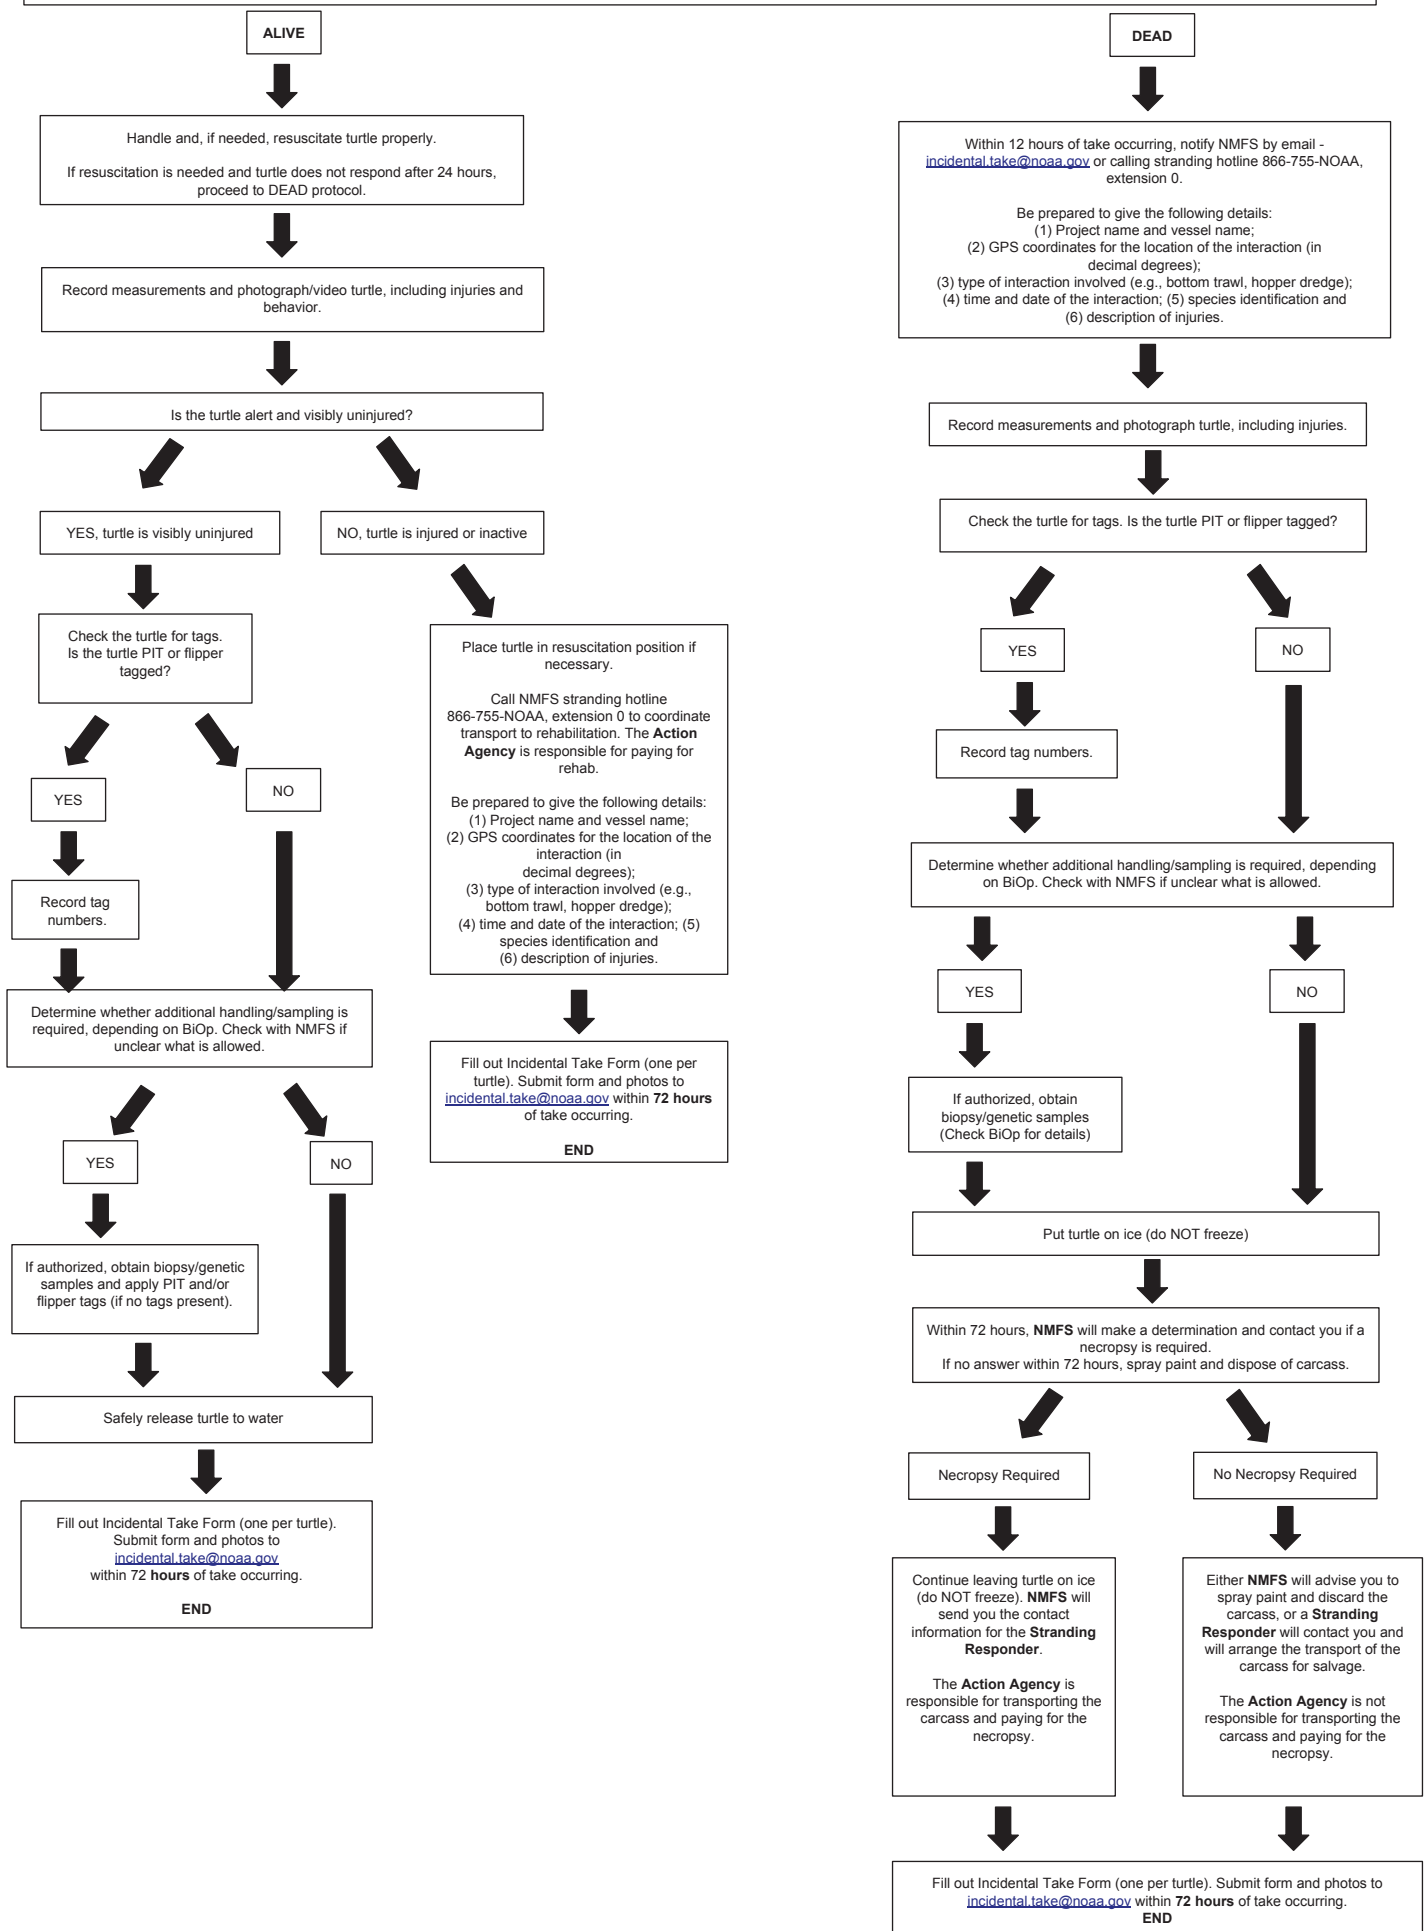 ALIVE
Handle and, if needed, resuscitate turtle properly.
If resuscitation is needed and turtle does not respond after 24 hours,
proceed to DEAD protocol.
Record measurements and photograph/video turtle, including injuries and
behavior.
Is the turtle alert and visibly uninjured?
YES, turtle is visibly uninjured
NO, turtle is injured or inactive
Check the turtle for tags.
Is the turtle PIT or flipper
tagged?
YES
NO
Record tag
numbers.
Determine whether additional handling/sampling is
required, depending on BiOp. Check with NMFS if
unclear what is allowed.
YES
NO
If authorized, obtain biopsy/genetic
samples and apply PIT and/or
flipper tags (if no tags present).
Safely release turtle to water
Fill out Incidental Take Form (one per turtle).
Submit form and photos to
incidental.take@noaa.gov
within 72 hours of take occurring.
END
Place turtle in resuscitation position if
necessary.
Call NMFS stranding hotline
866-755-NOAA, extension 0 to coordinate
transport to rehabilitation. The Action
Agency is responsible for paying for
rehab.
Be prepared to give the following details:
(1) Project name and vessel name;
(2) GPS coordinates for the location of the
interaction (in
decimal degrees);
(3) type of interaction involved (e.g.,
bottom trawl, hopper dredge);
(4) time and date of the interaction; (5)
species identification and
(6) description of injuries.
Fill out Incidental Take Form (one per
turtle). Submit form and photos to
incidental.take@noaa.gov within 72 hours
of take occurring.
END
DEAD
Within 12 hours of take occurring, notify NMFS by email -
incidental.take@noaa.gov or calling stranding hotline 866-755-NOAA,
extension 0.
Be prepared to give the following details:
(1) Project name and vessel name;
(2) GPS coordinates for the location of the interaction (in
decimal degrees);
(3) type of interaction involved (e.g., bottom trawl, hopper dredge);
(4) time and date of the interaction; (5) species identification and
(6) description of injuries.
Record measurements and photograph turtle, including injuries.
Check the turtle for tags. Is the turtle PIT or flipper tagged?
YES
NO
Record tag numbers.
Determine whether additional handling/sampling is required, depending
on BiOp. Check with NMFS if unclear what is allowed.
YES
NO
If authorized, obtain
biopsy/genetic samples
(Check BiOp for details)
Put turtle on ice (do NOT freeze)
Within 72 hours, NMFS will make a determination and contact you if a
necropsy is required.
If no answer within 72 hours, spray paint and dispose of carcass.
Necropsy Required
No Necropsy Required
Continue leaving turtle on ice
(do NOT freeze). NMFS will
send you the contact
information for the Stranding
Responder.
The Action Agency is
responsible for transporting the
carcass and paying for the
necropsy.
Either NMFS will advise you to
spray paint and discard the
carcass, or a Stranding
Responder will contact you and
will arrange the transport of the
carcass for salvage.
The Action Agency is not
responsible for transporting the
carcass and paying for the
necropsy.
Fill out Incidental Take Form (one per turtle). Submit form and photos to
incidental.take@noaa.gov within 72 hours of take occurring.
END